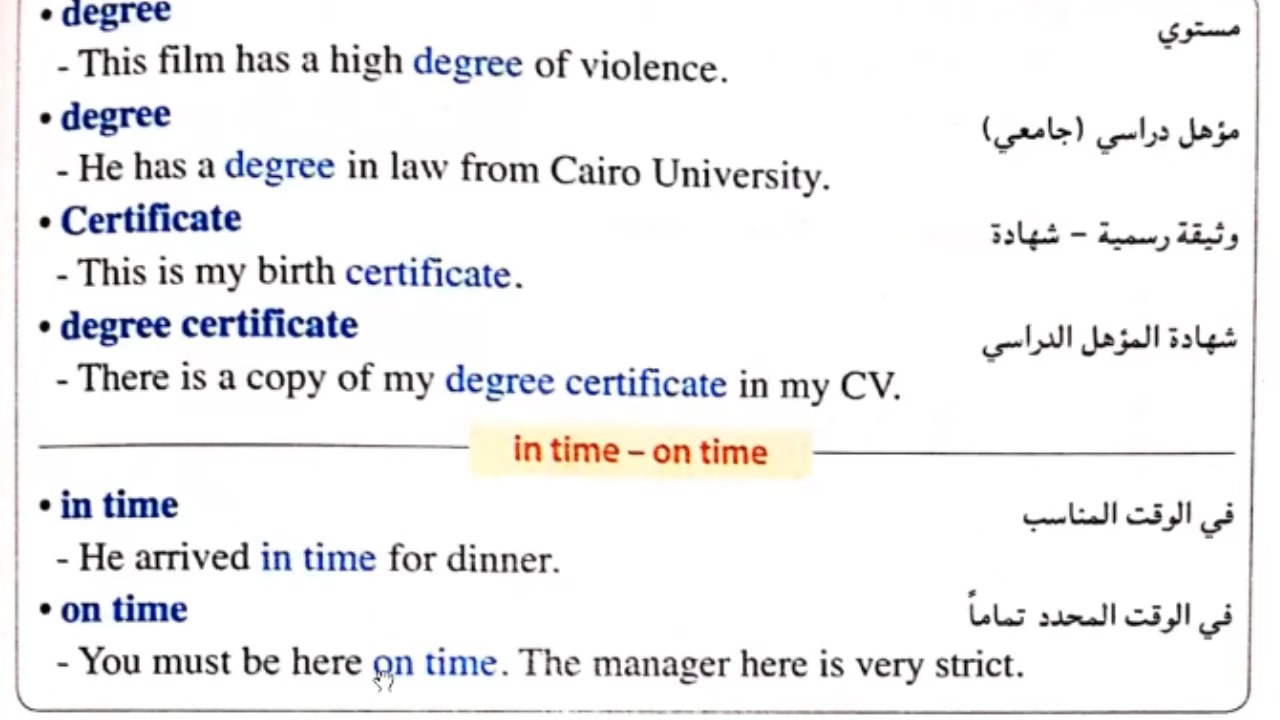 • degree مستوي
- This film has a high degree of violence.
• degree مؤهل دراسي (جامعي)
- He has a degree in law from Cairo University.
• Certificate وثيقة رسمية – شهادة
- This is my birth certificate.
• degree certificate شهادة المؤهل الدراسي
- There is a copy of my degree certificate in my CV.
in time – on time
• in time في الوقت المناسب
- He arrived in time for dinner.
• on time في الوقت المحدد تماماً
- You must be here on time. The manager here is very strict.